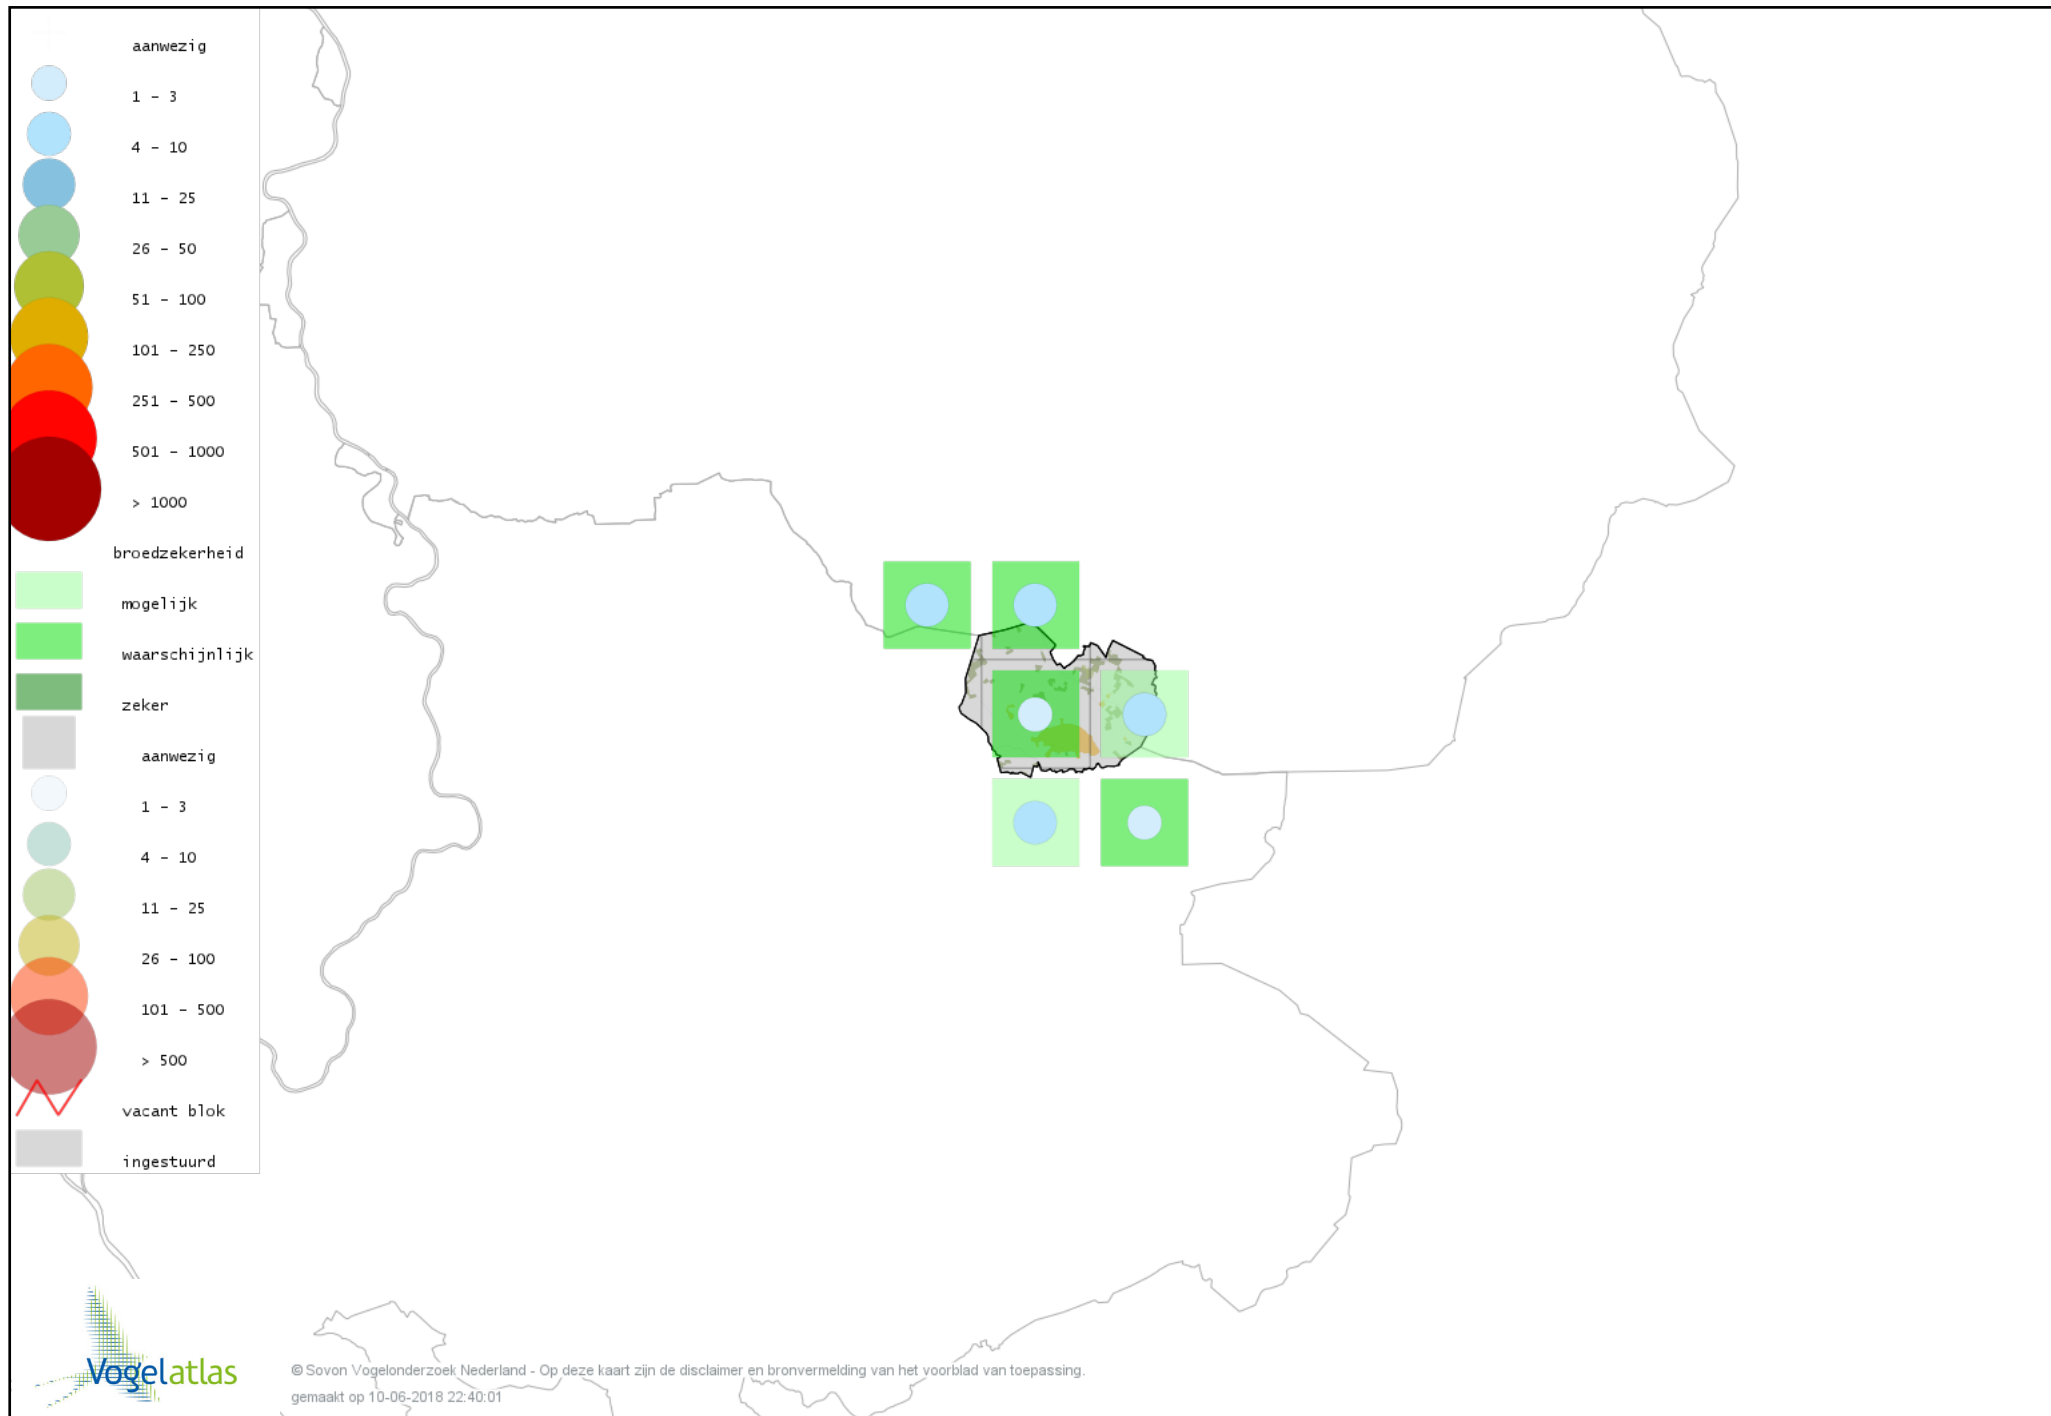 aanwezig
1 - 3
4 - 10
11 - 25
26 - 50
51 - 100
101 - 250
251 - 500
501 - 1000
> 1000
broedzekerheid
mogelijk
waarschijnlijk
zeker
aanwezig
1 - 3
4 - 10
11 - 25
26 - 100
101 - 500
> 500
vacant blok
ingestuurd
Vogelatlas
© Sovon Vogelonderzoek Nederland - Op deze kaart zijn de disclaimer en bronvermelding van het voorblad van toepassing.
gemaakt op 10-06-2018 22:40:01